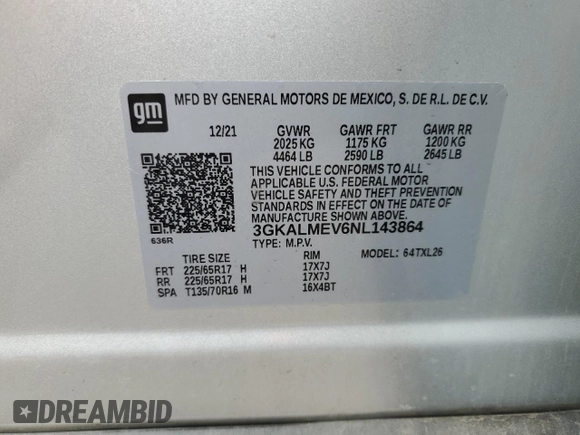 gm
MFD BY GENERAL MOTORS DE MEXICO, S. DE R.L. DE C.V.
12/21 GVWR GAWR FRT GAWR RR
2025 KG 1175 KG 1200 KG
4464 LB 2590 LB 2645 LB
THIS VEHICLE CONFORMS TO ALL
APPLICABLE U.S. FEDERAL MOTOR
VEHICLE SAFETY AND THEFT PREVENTION
STANDARDS IN EFFECT ON THE DATE OF
MANUFACTURE SHOWN ABOVE.
3GKALMEV6NL143864
636R
TYPE: M.P.V. MODEL: 64TXL26
TIRE SIZE RIM
FRT 225/65R17 H 17X7J
RR 225/65R17 H 17X7J
SPA T135/70R16 M 16X4BT
DREAMBID